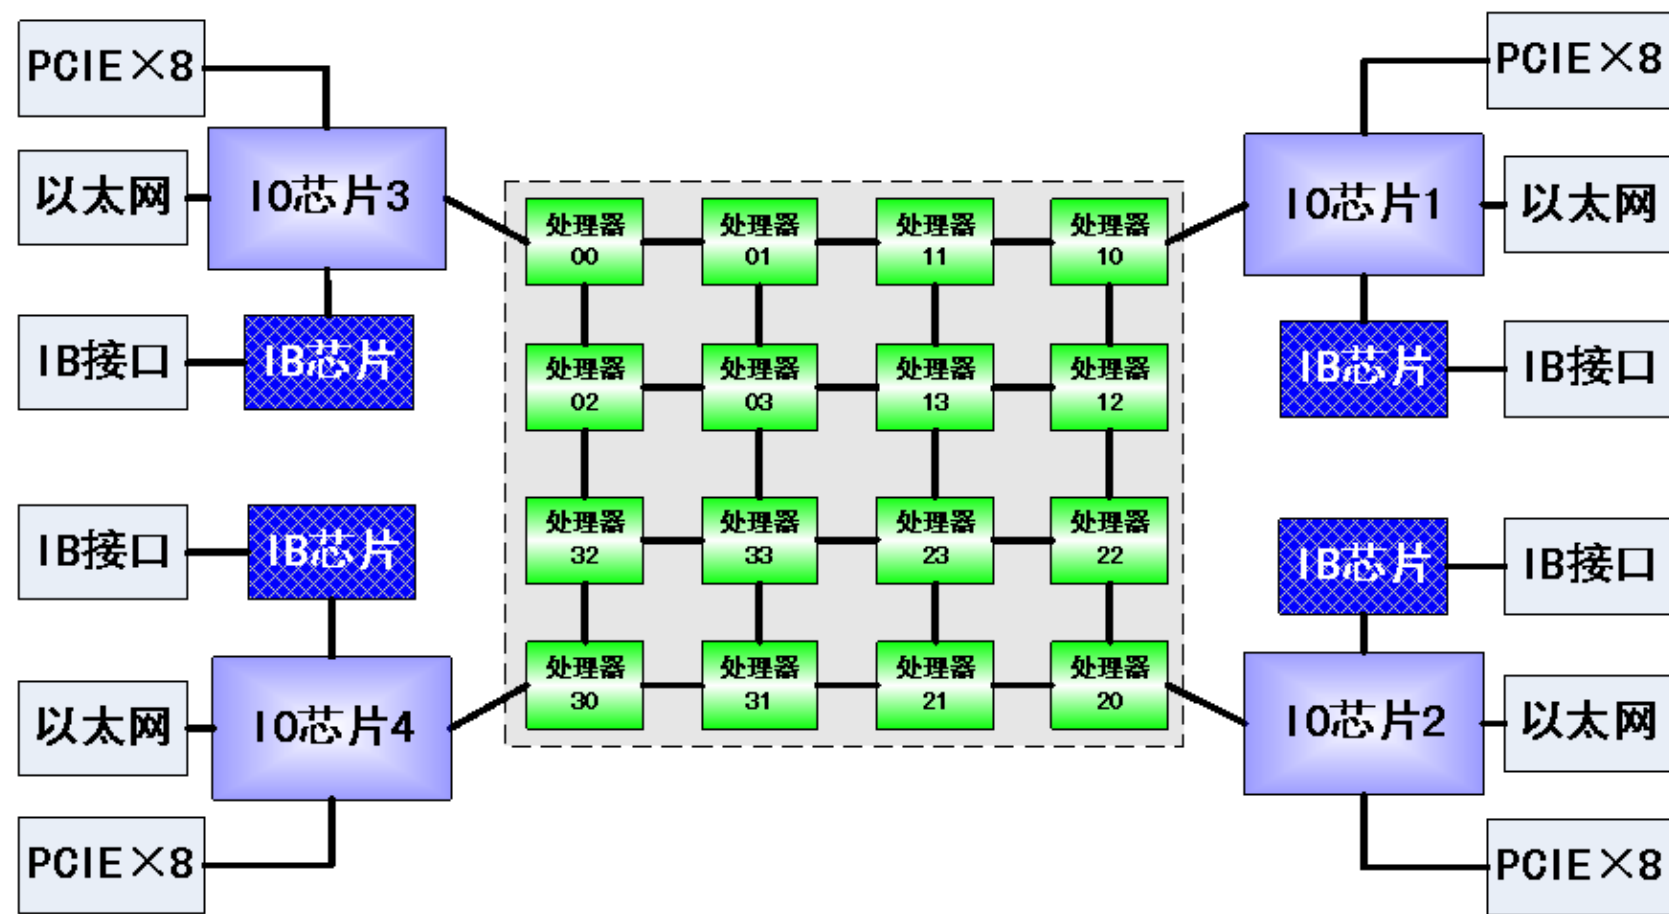 PCIE×8
PCIE×8
以太网
IO芯片3
IO芯片1
以太网
处理器
00
处理器
01
处理器
11
处理器
10
IB接口
IB芯片
处理器
02
处理器
03
处理器
13
处理器
12
IB芯片
IB接口
IB接口
IB芯片
处理器
32
处理器
33
处理器
23
处理器
22
IB芯片
IB接口
以太网
IO芯片4
处理器
30
处理器
31
处理器
21
处理器
20
IO芯片2
以太网
PCIE×8
PCIE×8